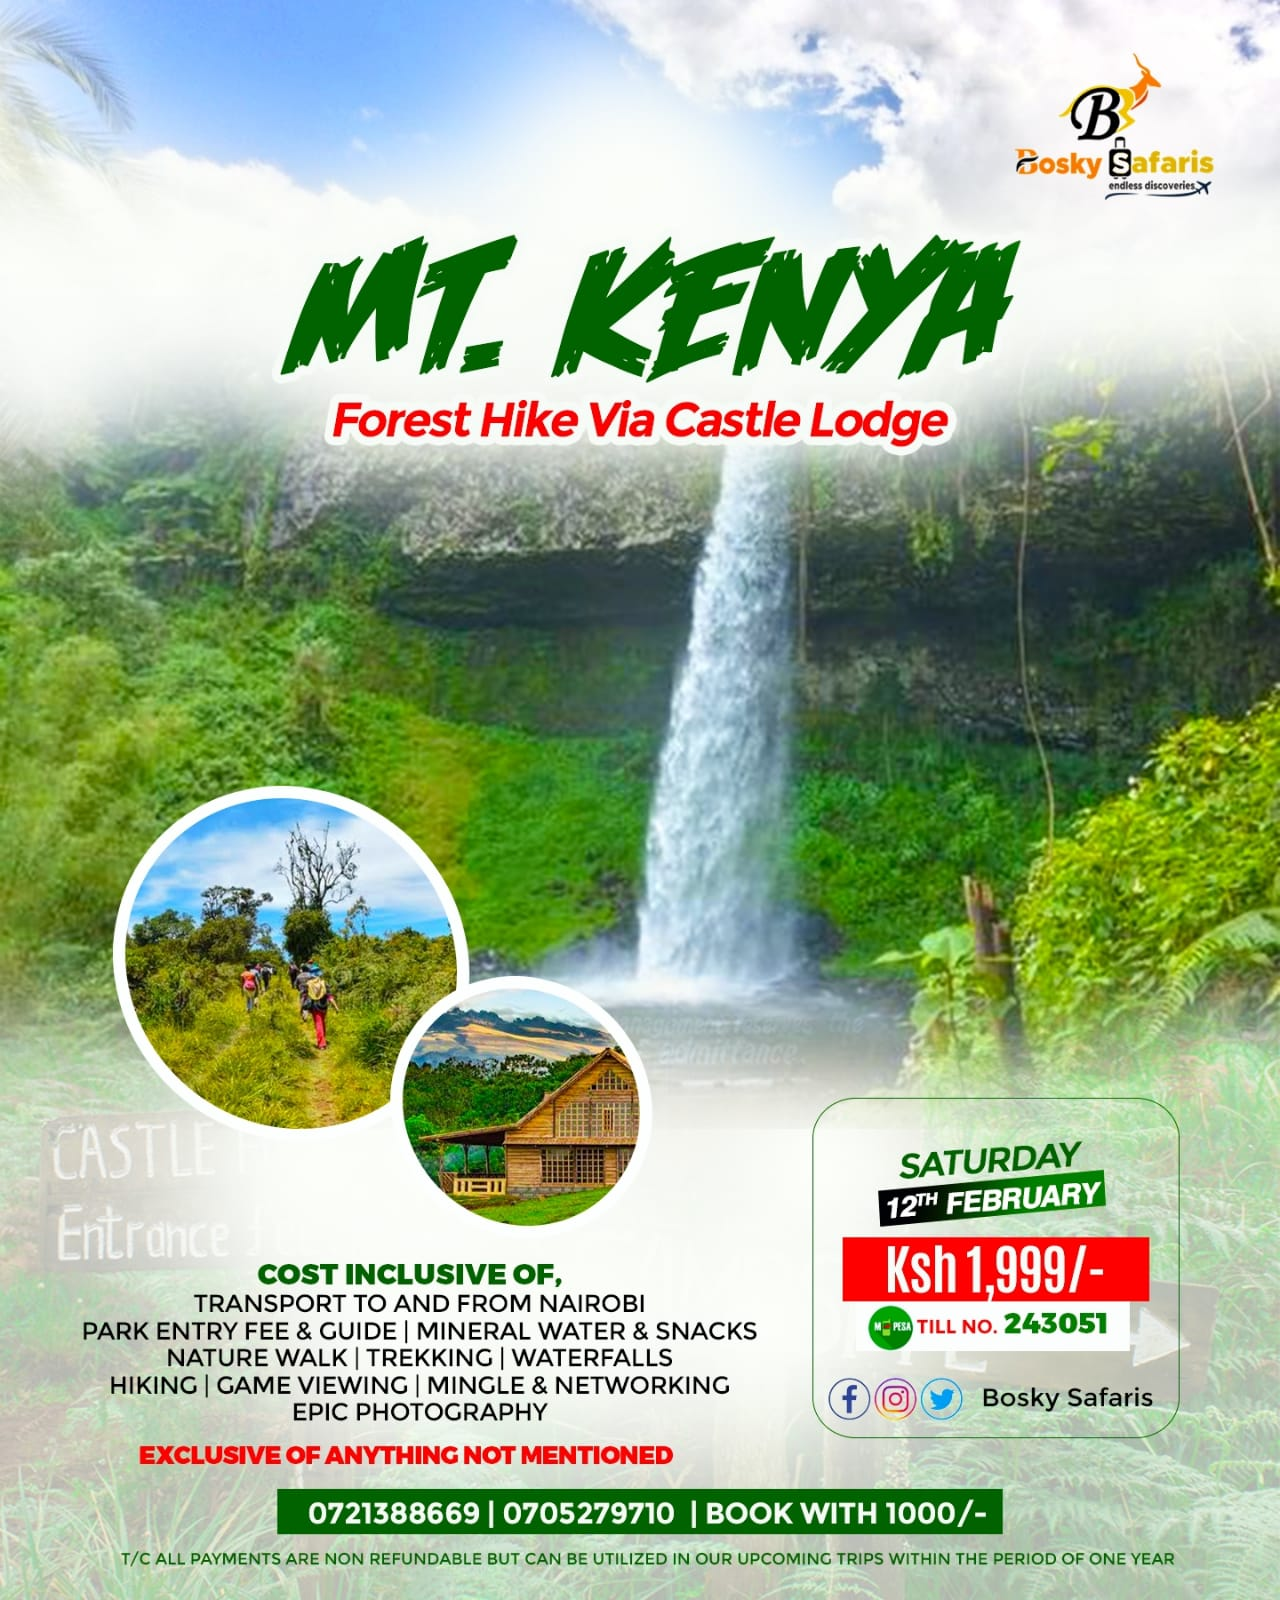 B
Bosky Safaris
endless discoveries
MT. KENYA
Forest Hike Via Castle Lodge
admittance.
CASTLE
Entrance
SATURDAY
12TH FEBRUARY
Ksh 1,999/-
M PESA TILL NO. 243051
Bosky Safaris
COST INCLUSIVE OF,
TRANSPORT TO AND FROM NAIROBI
PARK ENTRY FEE & GUIDE | MINERAL WATER & SNACKS
NATURE WALK | TREKKING | WATERFALLS
HIKING | GAME VIEWING | MINGLE & NETWORKING
EPIC PHOTOGRAPHY
EXCLUSIVE OF ANYTHING NOT MENTIONED
0721388669 | 0705279710 | BOOK WITH 1000/-
T/C ALL PAYMENTS ARE NON REFUNDABLE BUT CAN BE UTILIZED IN OUR UPCOMING TRIPS WITHIN THE PERIOD OF ONE YEAR